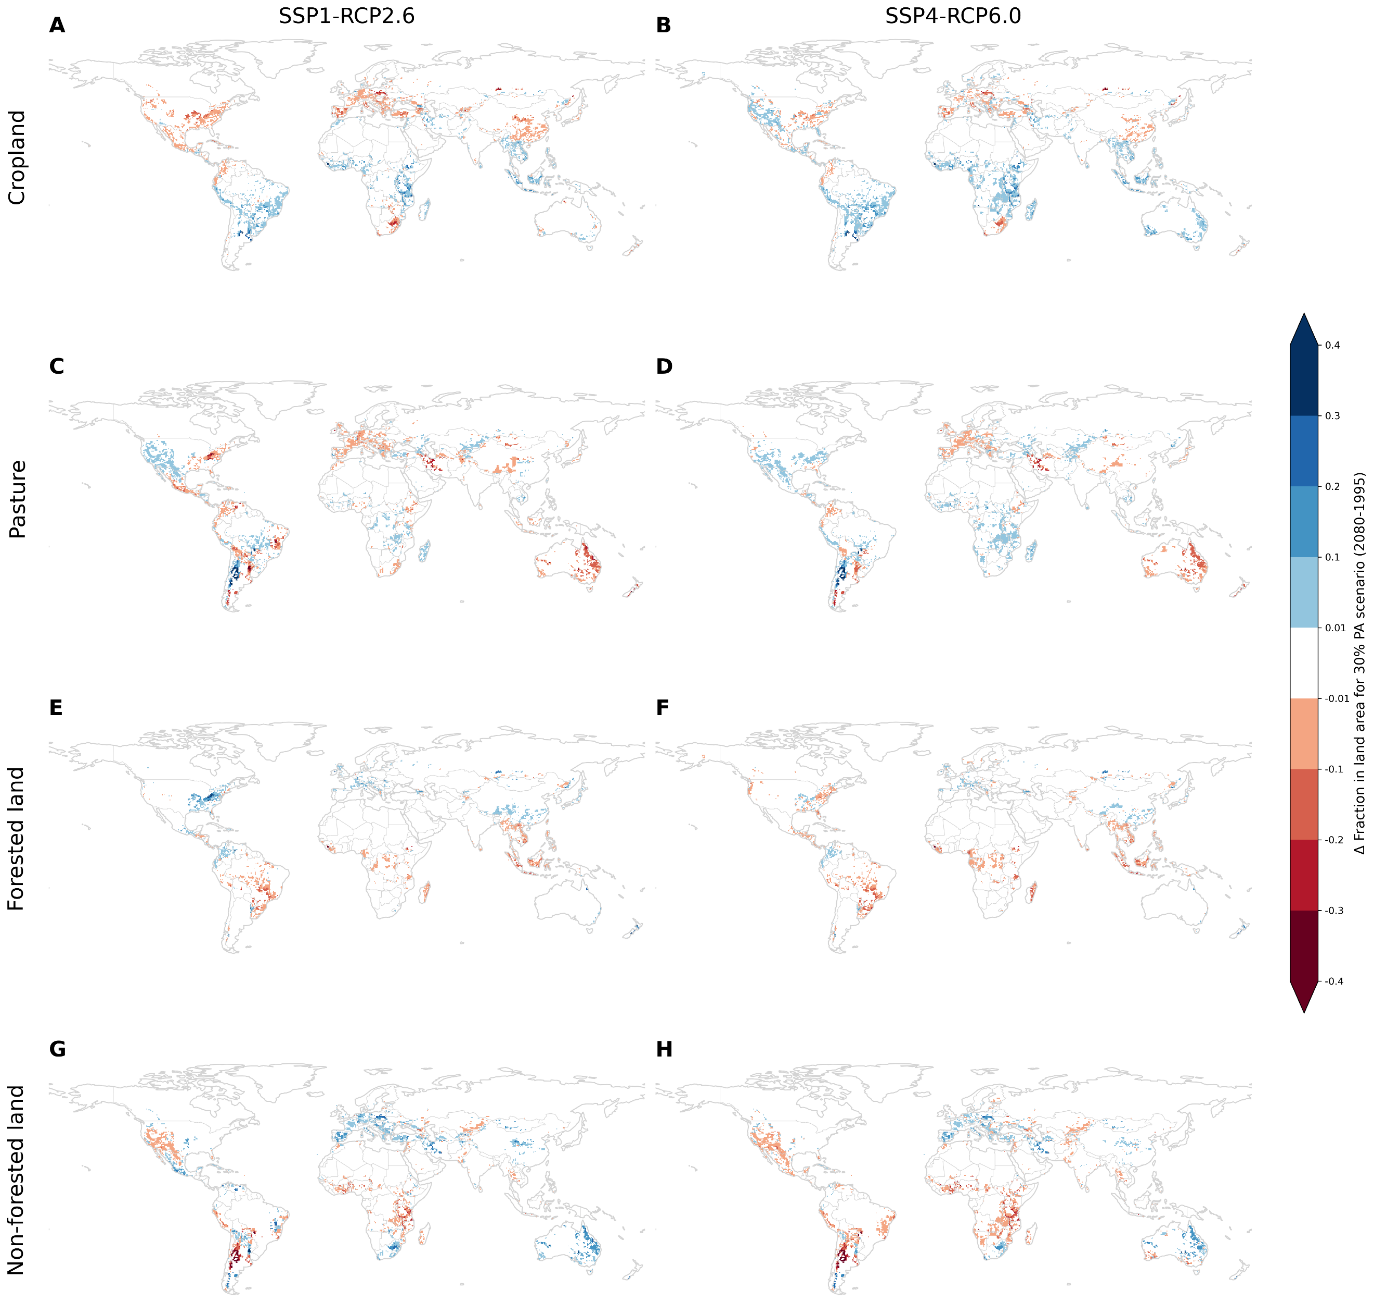 SSP1-RCP2.6
SSP4-RCP6.0
A
B
Cropland
C
D
Pasture
E
F
Forested land
G
H
Non-forested land
0.4
0.3
0.2
0.1
0.01
-0.01
-0.1
-0.2
-0.3
-0.4
Δ Fraction in land area for 30% PA scenario (2080-1995)